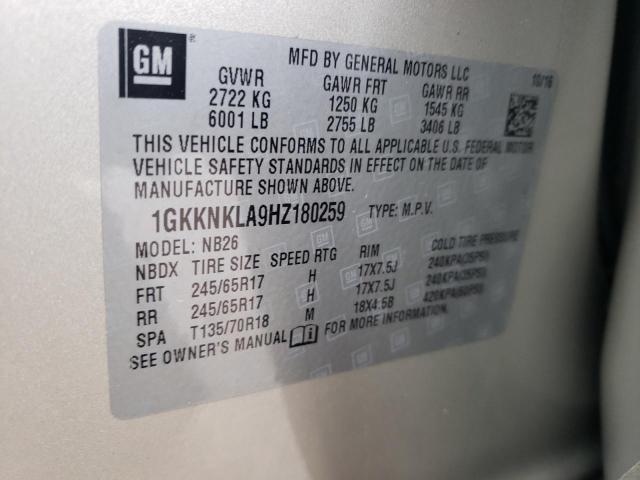 GM
MFD BY GENERAL MOTORS LLC
10/16
GVWR GAWR FRT GAWR RR
2722 KG 1250 KG 1545 KG
6001 LB 2755 LB 3406 LB
THIS VEHICLE CONFORMS TO ALL APPLICABLE U.S. FEDERAL MOTOR
VEHICLE SAFETY STANDARDS IN EFFECT ON THE DATE OF
MANUFACTURE SHOWN ABOVE.
1GKKNKLA9HZ180259 TYPE: M.P.V.
MODEL: NB26
NBDX TIRE SIZE SPEED RTG RIM COLD TIRE PRESSURE
FRT 245/65R17 H 17X7.5J 240KPA(35PSI)
RR 245/65R17 H 17X7.5J 240KPA(35PSI)
SPA T135/70R18 M 18X4.5B 420KPA(60PSI)
SEE OWNER'S MANUAL FOR MORE INFORMATION.